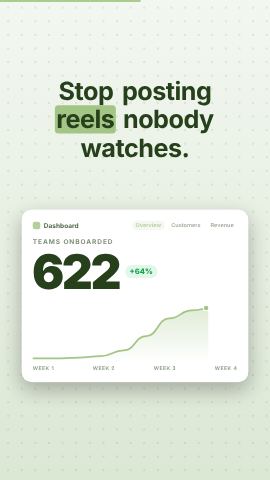 Stop posting
reels nobody
watches.
Dashboard
Overview Customers Revenue
TEAMS ONBOARDED
622 +64%
WEEK 1 WEEK 2 WEEK 3 WEEK 4